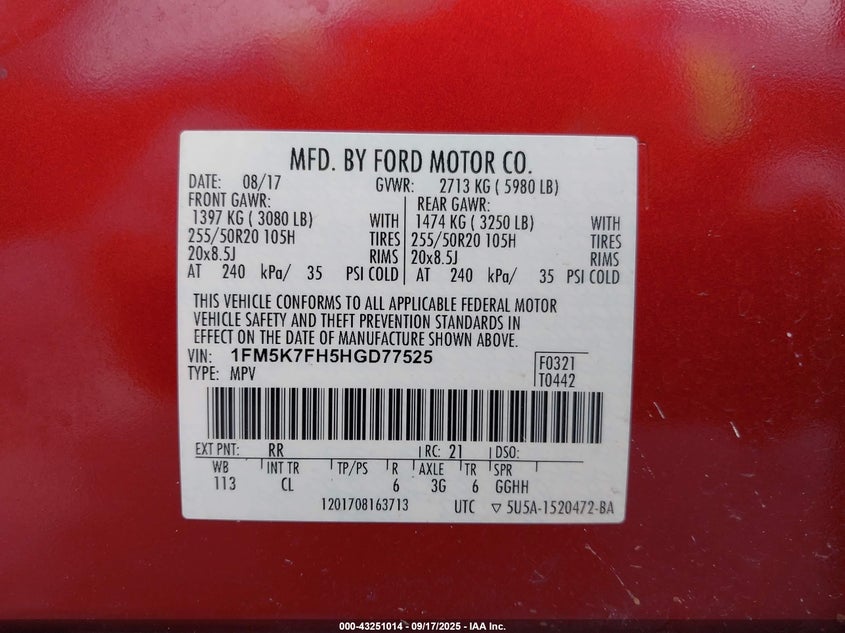 MFD. BY FORD MOTOR CO.
DATE: 08/17 GVWR: 2713 KG ( 5980 LB)
FRONT GAWR: REAR GAWR:
1397 KG ( 3080 LB) WITH 1474 KG ( 3250 LB) WITH
255/50R20 105H TIRES 255/50R20 105H TIRES
20x8.5J RIMS 20x8.5J RIMS
AT 240 kPa/ 35 PSI COLD AT 240 kPa/ 35 PSI COLD
THIS VEHICLE CONFORMS TO ALL APPLICABLE FEDERAL MOTOR
VEHICLE SAFETY AND THEFT PREVENTION STANDARDS IN
EFFECT ON THE DATE OF MANUFACTURE SHOWN ABOVE.
VIN: 1FM5K7FH5HGD77525 F0321
TYPE: MPV T0442
EXT PNT: RR RC: 21 DSO:
WB INT TR TP/PS R AXLE TR SPR
113 CL 6 3G 6 GGHH
1201708163713 UTC ▽ 5U5A-1520472-BA
000-43251014 - 09/17/2025 - IAA Inc.